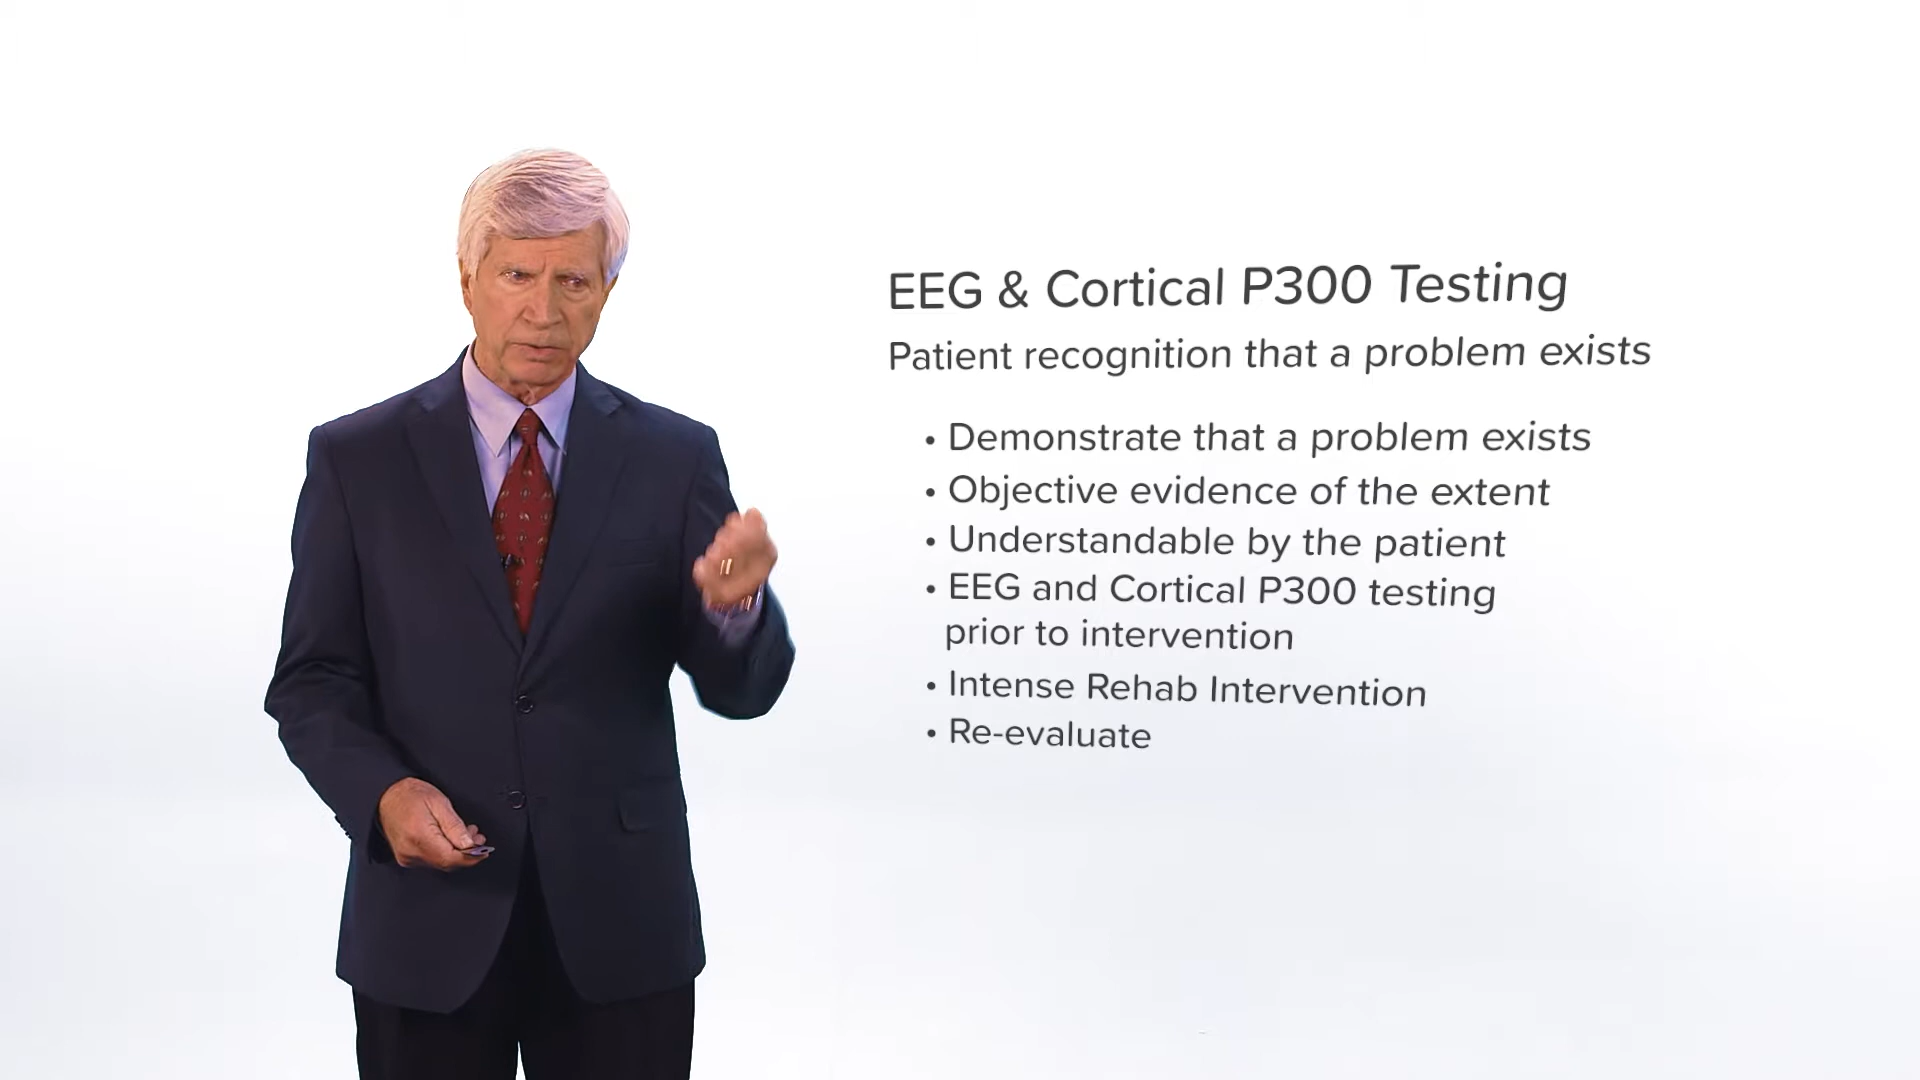 EEG & Cortical P300 Testing
Patient recognition that a problem exists
• Demonstrate that a problem exists
• Objective evidence of the extent
• Understandable by the patient
• EEG and Cortical P300 testing
prior to intervention
• Intense Rehab Intervention
• Re-evaluate